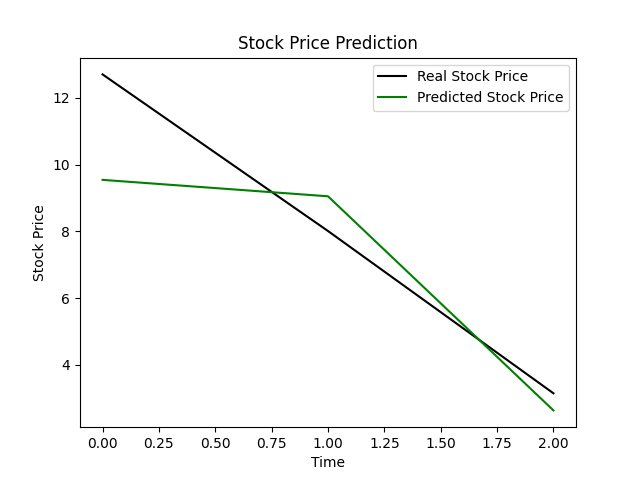 Stock Price Prediction
Real Stock Price
Predicted Stock Price
12
10
8
6
4
Stock Price
0.00 0.25 0.50 0.75 1.00 1.25 1.50 1.75 2.00
Time